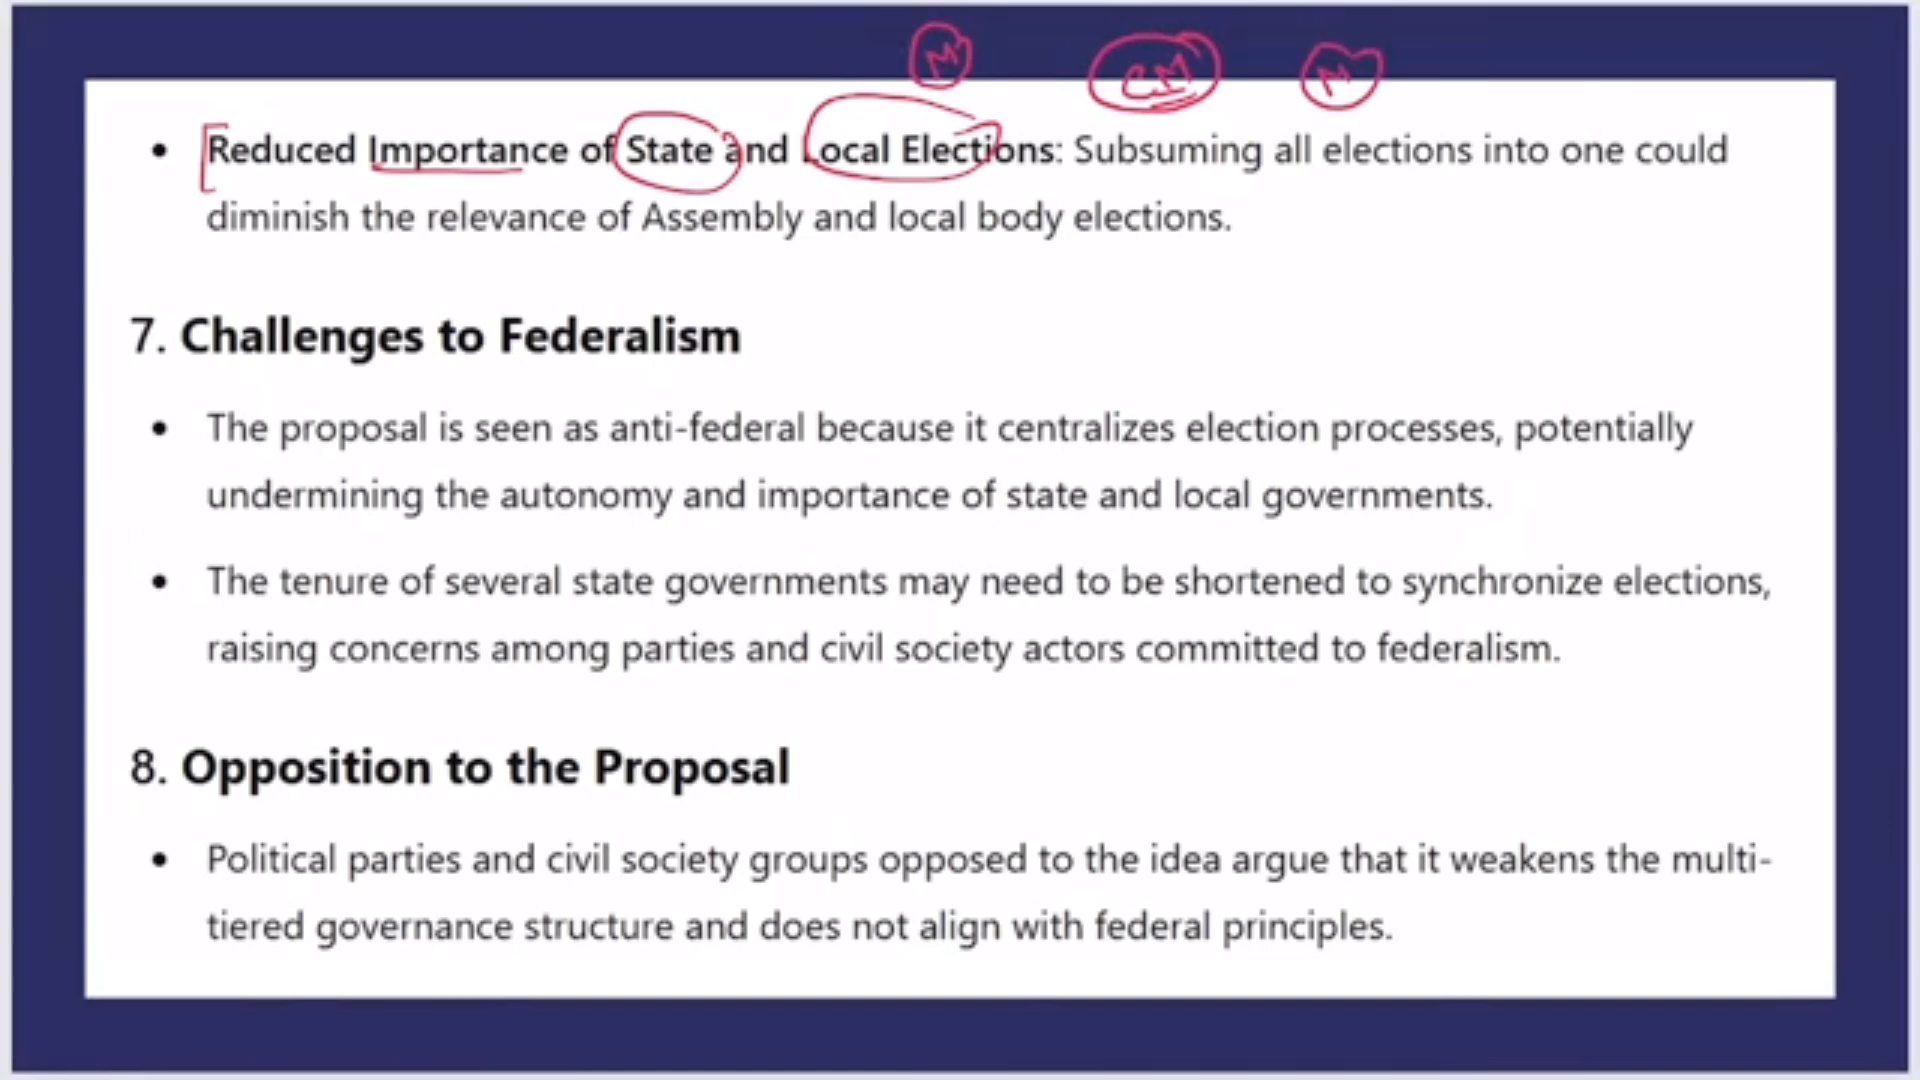 M CM M
• Reduced Importance of State and Local Elections: Subsuming all elections into one could
diminish the relevance of Assembly and local body elections.
7. Challenges to Federalism
• The proposal is seen as anti-federal because it centralizes election processes, potentially
undermining the autonomy and importance of state and local governments.
• The tenure of several state governments may need to be shortened to synchronize elections,
raising concerns among parties and civil society actors committed to federalism.
8. Opposition to the Proposal
• Political parties and civil society groups opposed to the idea argue that it weakens the multi-
tiered governance structure and does not align with federal principles.